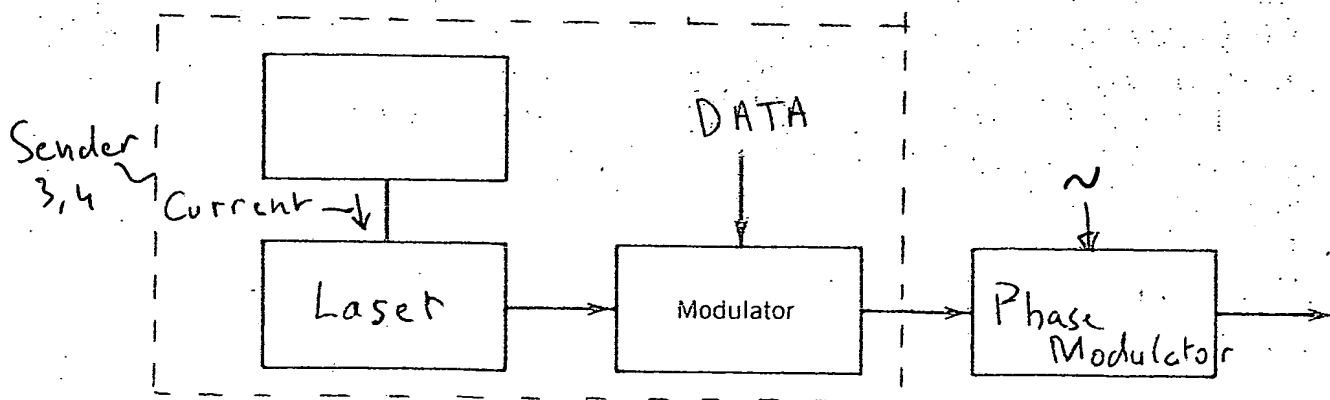 DATA
Sender
3,4
Current
~
Laser
Modulator
Phase
Modulator